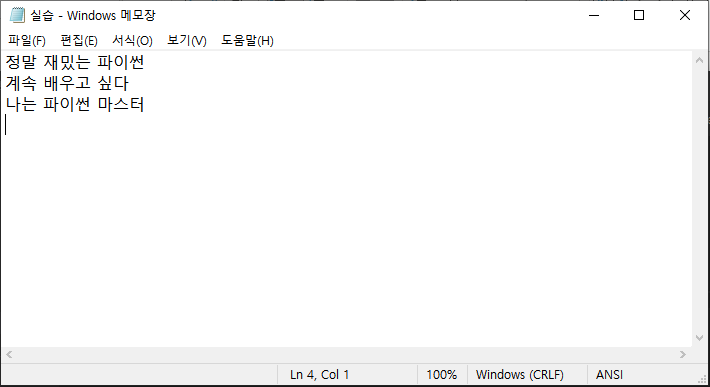 실습 - Windows 메모장
파일(F) 편집(E) 서식(O) 보기(V) 도움말(H)
정말 재밌는 파이썬
계속 배우고 싶다
나는 파이썬 마스터
Ln 4, Col 1 100% Windows (CRLF) ANSI